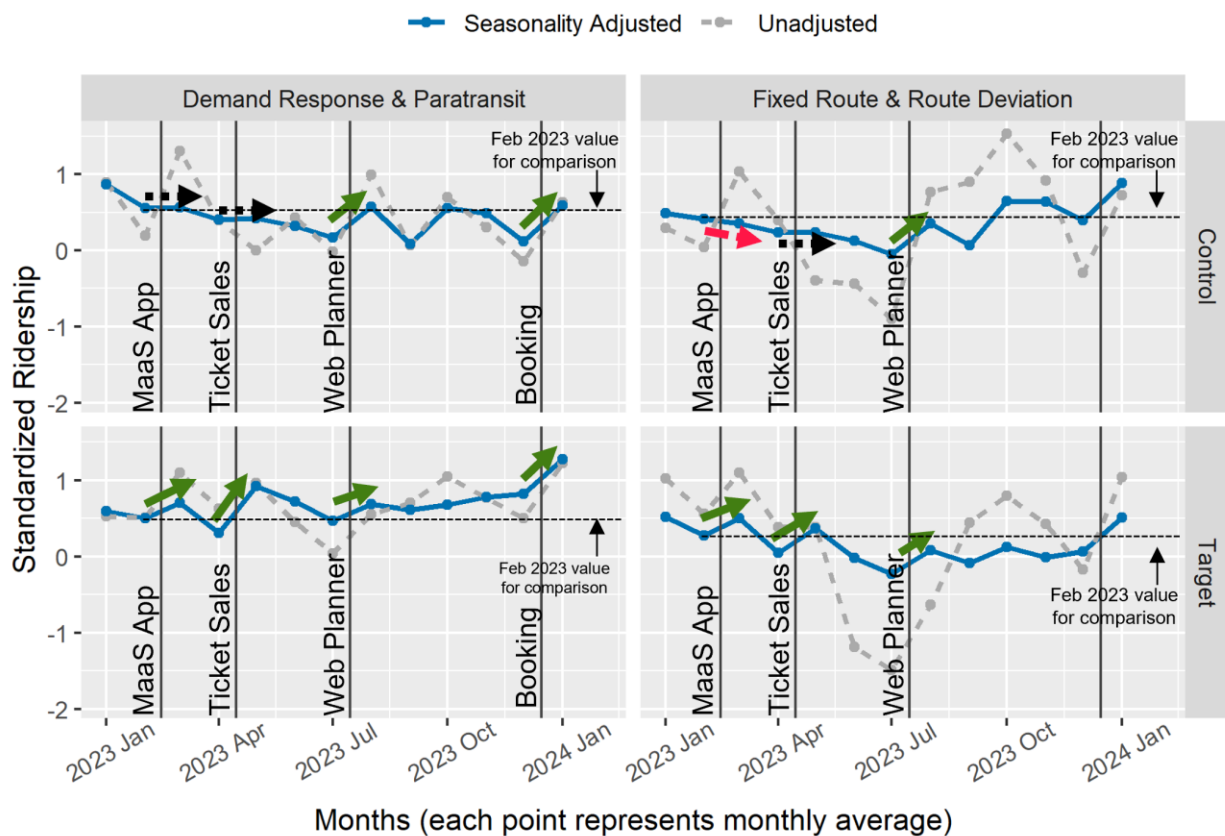 Seasonality Adjusted
Unadjusted
Demand Response & Paratransit
Fixed Route & Route Deviation
Standardized Ridership
1
0
-1
-2
Feb 2023 value
for comparison
MaaS App
Ticket Sales
Web Planner
Booking
Feb 2023 value
for comparison
MaaS App
Ticket Sales
Web Planner
Control
1
0
-1
-2
Feb 2023 value
for comparison
MaaS App
Ticket Sales
Web Planner
Booking
Feb 2023 value
for comparison
MaaS App
Ticket Sales
Web Planner
Target
2023 Jan
2023 Apr
2023 Jul
2023 Oct
2024 Jan
2023 Jan
2023 Apr
2023 Jul
2023 Oct
2024 Jan
Months (each point represents monthly average)